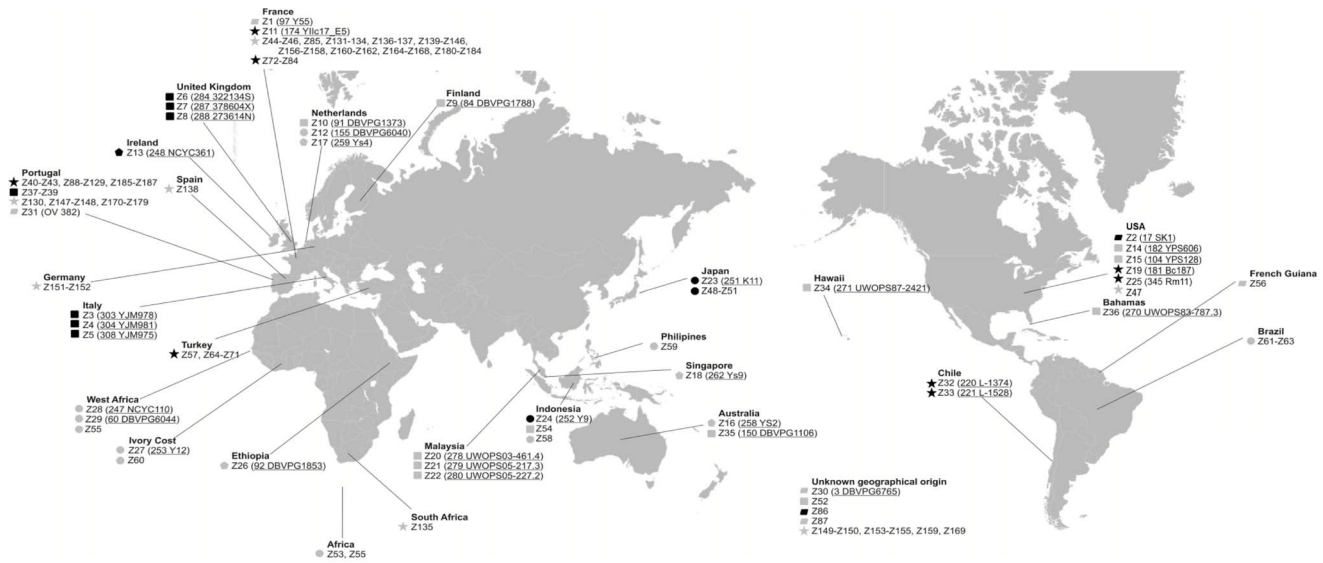 France
Z1 (97 Y55)
Z11 (174 YIIc17_E5)
Z44-Z46, Z85, Z131-134, Z136-137, Z139-Z146,
Z156-Z158, Z160-Z162, Z164-Z168, Z180-Z184
Z72-Z84
United Kingdom
Z6 (284 322134S)
Z7 (287 378604X)
Z8 (288 273614N)
Finland
Z9 (84 DBVPG1788)
Netherlands
Z10 (91 DBVPG1373)
Z12 (155 DBVPG6040)
Z17 (259 Ys4)
Ireland
Z13 (248 NCYC361)
Portugal
Z40-Z43, Z88-Z129, Z185-Z187
Z37-Z39
Z130, Z147-Z148, Z170-Z179
Z31 (OV 382)
Spain
Z138
Germany
Z151-Z152
Italy
Z3 (303 YJM978)
Z4 (304 YJM981)
Z5 (308 YJM975)
Turkey
Z57, Z64-Z71
West Africa
Z28 (247 NCYC110)
Z29 (60 DBVPG6044)
Z55
Ivory Cost
Z27 (253 Y12)
Z60
Ethiopia
Z26 (92 DBVPG1853)
South Africa
Z135
Africa
Z53, Z55
Japan
Z23 (251 K11)
Z48-Z51
Philipines
Z59
Singapore
Z18 (262 Ys9)
Indonesia
Z24 (252 Y9)
Z54
Z58
Malaysia
Z20 (278 UWOPS03-461.4)
Z21 (279 UWOPS05-217.3)
Z22 (280 UWOPS05-227.2)
Australia
Z16 (258 YS2)
Z35 (150 DBVPG1106)
Hawaii
Z34 (271 UWOPS87-2421)
USA
Z2 (17 SK1)
Z14 (182 YPS606)
Z15 (104 YPS128)
Z19 (181 Bc187)
Z25 (345 Rm11)
Z47
French Guiana
Z56
Bahamas
Z36 (270 UWOPS83-787.3)
Brazil
Z61-Z63
Chile
Z32 (220 L-1374)
Z33 (221 L-1528)
Unknown geographical origin
Z30 (3 DBVPG6765)
Z52
Z86
Z87
Z149-Z150, Z153-Z155, Z159, Z169